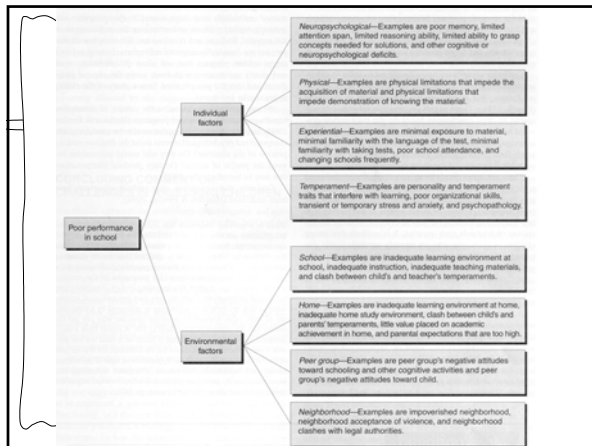 Poor performance
in school
Individual
factors
Neuropsychological—Examples are poor memory, limited
attention span, limited reasoning ability, limited ability to grasp
concepts needed for solutions, and other cognitive or
neuropsychological deficits.
Physical—Examples are physical limitations that impede the
acquisition of material and physical limitations that
impede demonstration of knowing the material.
Experiential—Examples are minimal exposure to material,
minimal familiarity with the language of the test, minimal
familiarity with taking tests, poor school attendance, and
changing schools frequently.
Temperament—Examples are personality and temperament
traits that interfere with learning, poor organizational skills,
transient or temporary stress and anxiety, and psychopathology.
Environmental
factors
School—Examples are inadequate learning environment at
school, inadequate instruction, inadequate teaching materials,
and clash between child's and teacher's temperaments.
Home—Examples are inadequate learning environment at home,
inadequate home study environment, clash between child's and
parents' temperaments, little value placed on academic
achievement in home, and parental expectations that are too high.
Peer group—Examples are peer group's negative attitudes
toward schooling and other cognitive activities and peer
group's negative attitudes toward child.
Neighborhood—Examples are impoverished neighborhood,
neighborhood acceptance of violence, and neighborhood
clashes with legal authorities.